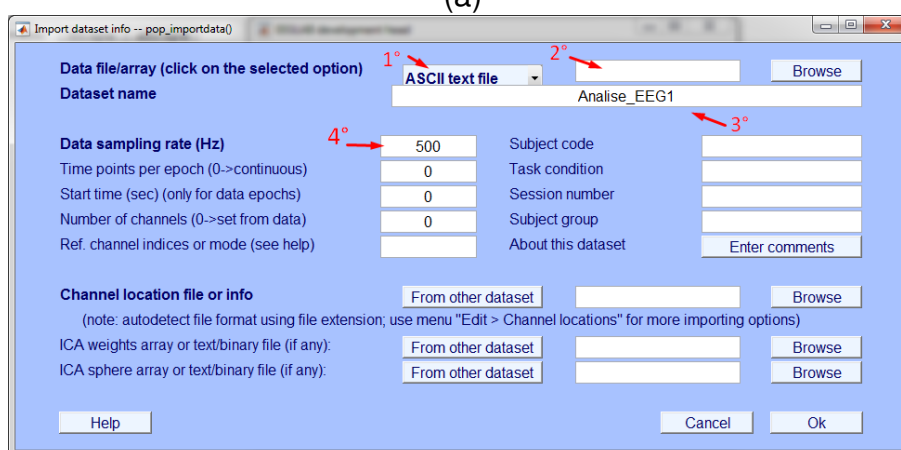 (a)
Import dataset info -- pop_importdata()
1° 2°
Data file/array (click on the selected option) ASCII text file Browse
Dataset name Analise_EEG1
3°
4°
Data sampling rate (Hz) 500 Subject code
Time points per epoch (0->continuous) 0 Task condition
Start time (sec) (only for data epochs) 0 Session number
Number of channels (0->set from data) 0 Subject group
Ref. channel indices or mode (see help) About this dataset Enter comments
Channel location file or info From other dataset Browse
(note: autodetect file format using file extension; use menu "Edit > Channel locations" for more importing options)
ICA weights array or text/binary file (if any): From other dataset Browse
ICA sphere array or text/binary file (if any): From other dataset Browse
Help Cancel Ok